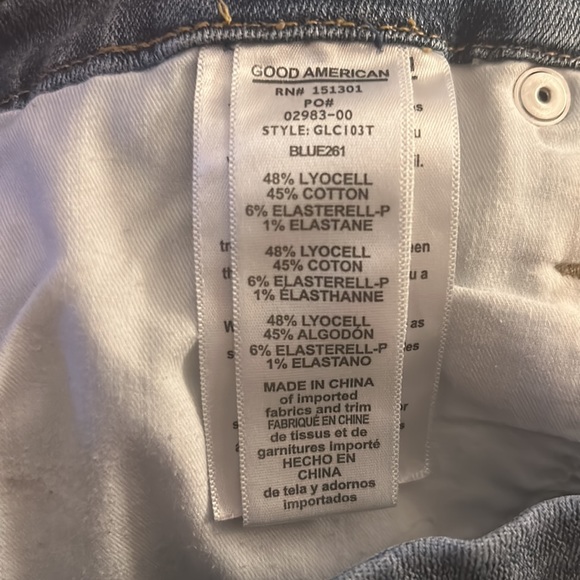 GOOD AMERICAN
RN# 151301
PO#
02983-00
STYLE: GLC103T
BLUE261
48% LYOCELL
45% COTTON
6% ELASTERELL-P
1% ELASTANE
48% LYOCELL
45% COTON
6% ELASTERELL-P
1% ÉLASTHANNE
48% LYOCELL
45% ALGODÓN
6% ELASTERELL-P
1% ELASTANO
MADE IN CHINA
of imported
fabrics and trim
FABRIQUÉ EN CHINE
de tissus et de
garnitures importé
HECHO EN
CHINA
de tela y adornos
importados